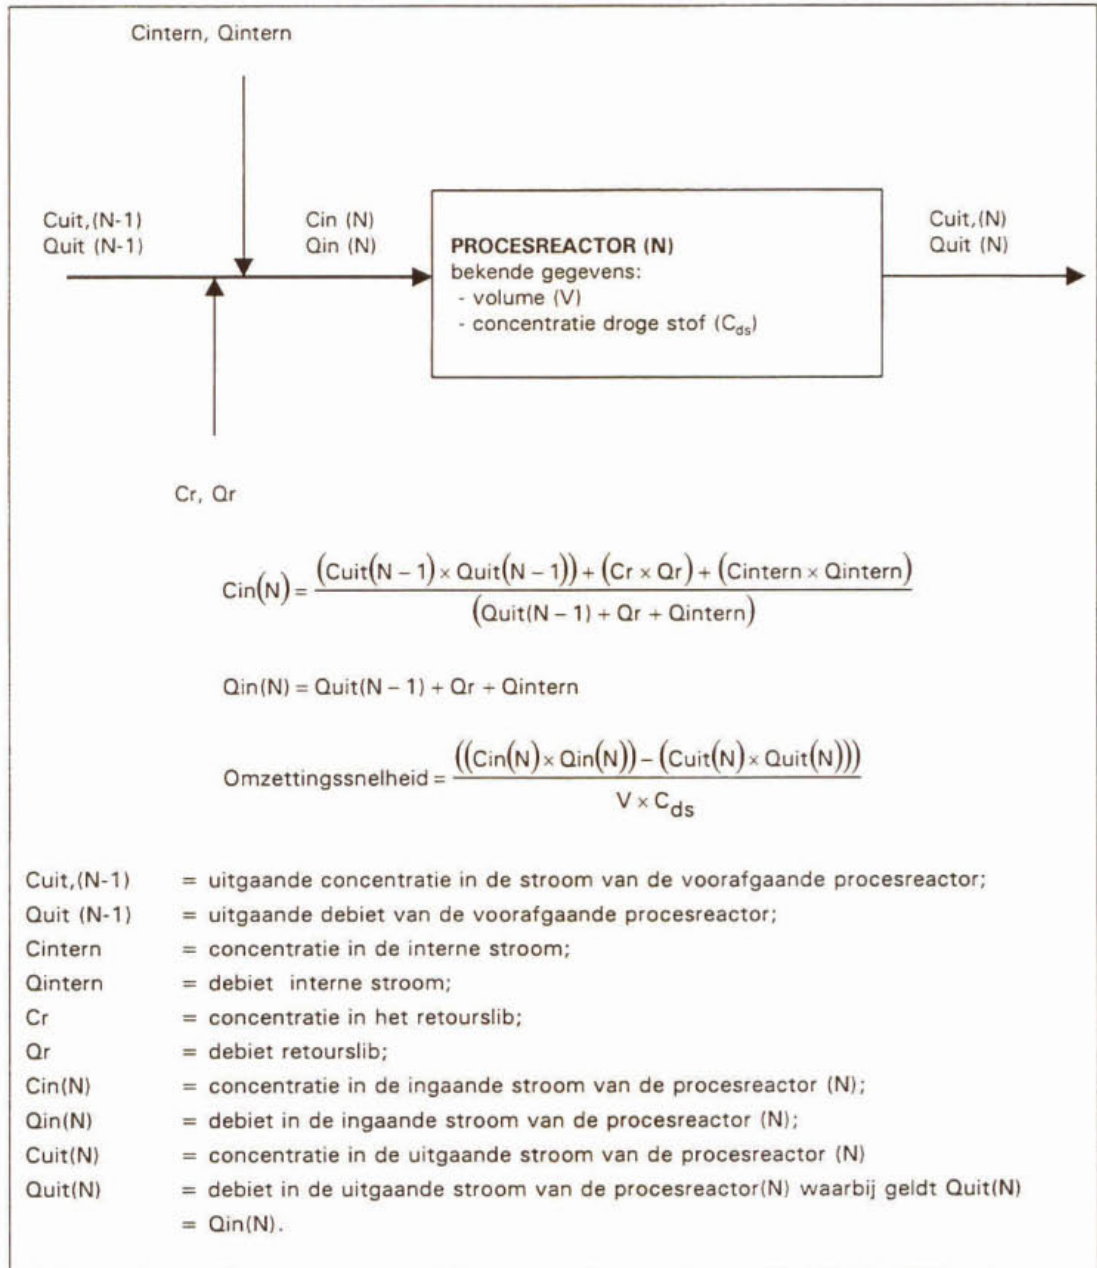 Cintern, Qintern
Cuit,(N-1)
Quit (N-1)
Cin (N)
Qin (N)
PROCESREACTOR (N)
bekende gegevens:
- volume (V)
- concentratie droge stof (C_ds)
Cuit,(N)
Quit (N)
Cr, Qr
Cin(N) = ((Cuit(N − 1) × Quit(N − 1)) + (Cr × Qr) + (Cintern × Qintern)) / (Quit(N − 1) + Qr + Qintern)
Qin(N) = Quit(N − 1) + Qr + Qintern
Omzettingssnelheid = ((Cin(N) × Qin(N)) − (Cuit(N) × Quit(N))) / V × C_ds
Cuit,(N-1) = uitgaande concentratie in de stroom van de voorafgaande procesreactor;
Quit (N-1) = uitgaande debiet van de voorafgaande procesreactor;
Cintern = concentratie in de interne stroom;
Qintern = debiet interne stroom;
Cr = concentratie in het retourslib;
Qr = debiet retourslib;
Cin(N) = concentratie in de ingaande stroom van de procesreactor (N);
Qin(N) = debiet in de ingaande stroom van de procesreactor (N);
Cuit(N) = concentratie in de uitgaande stroom van de procesreactor (N)
Quit(N) = debiet in de uitgaande stroom van de procesreactor(N) waarbij geldt Quit(N)
= Qin(N).